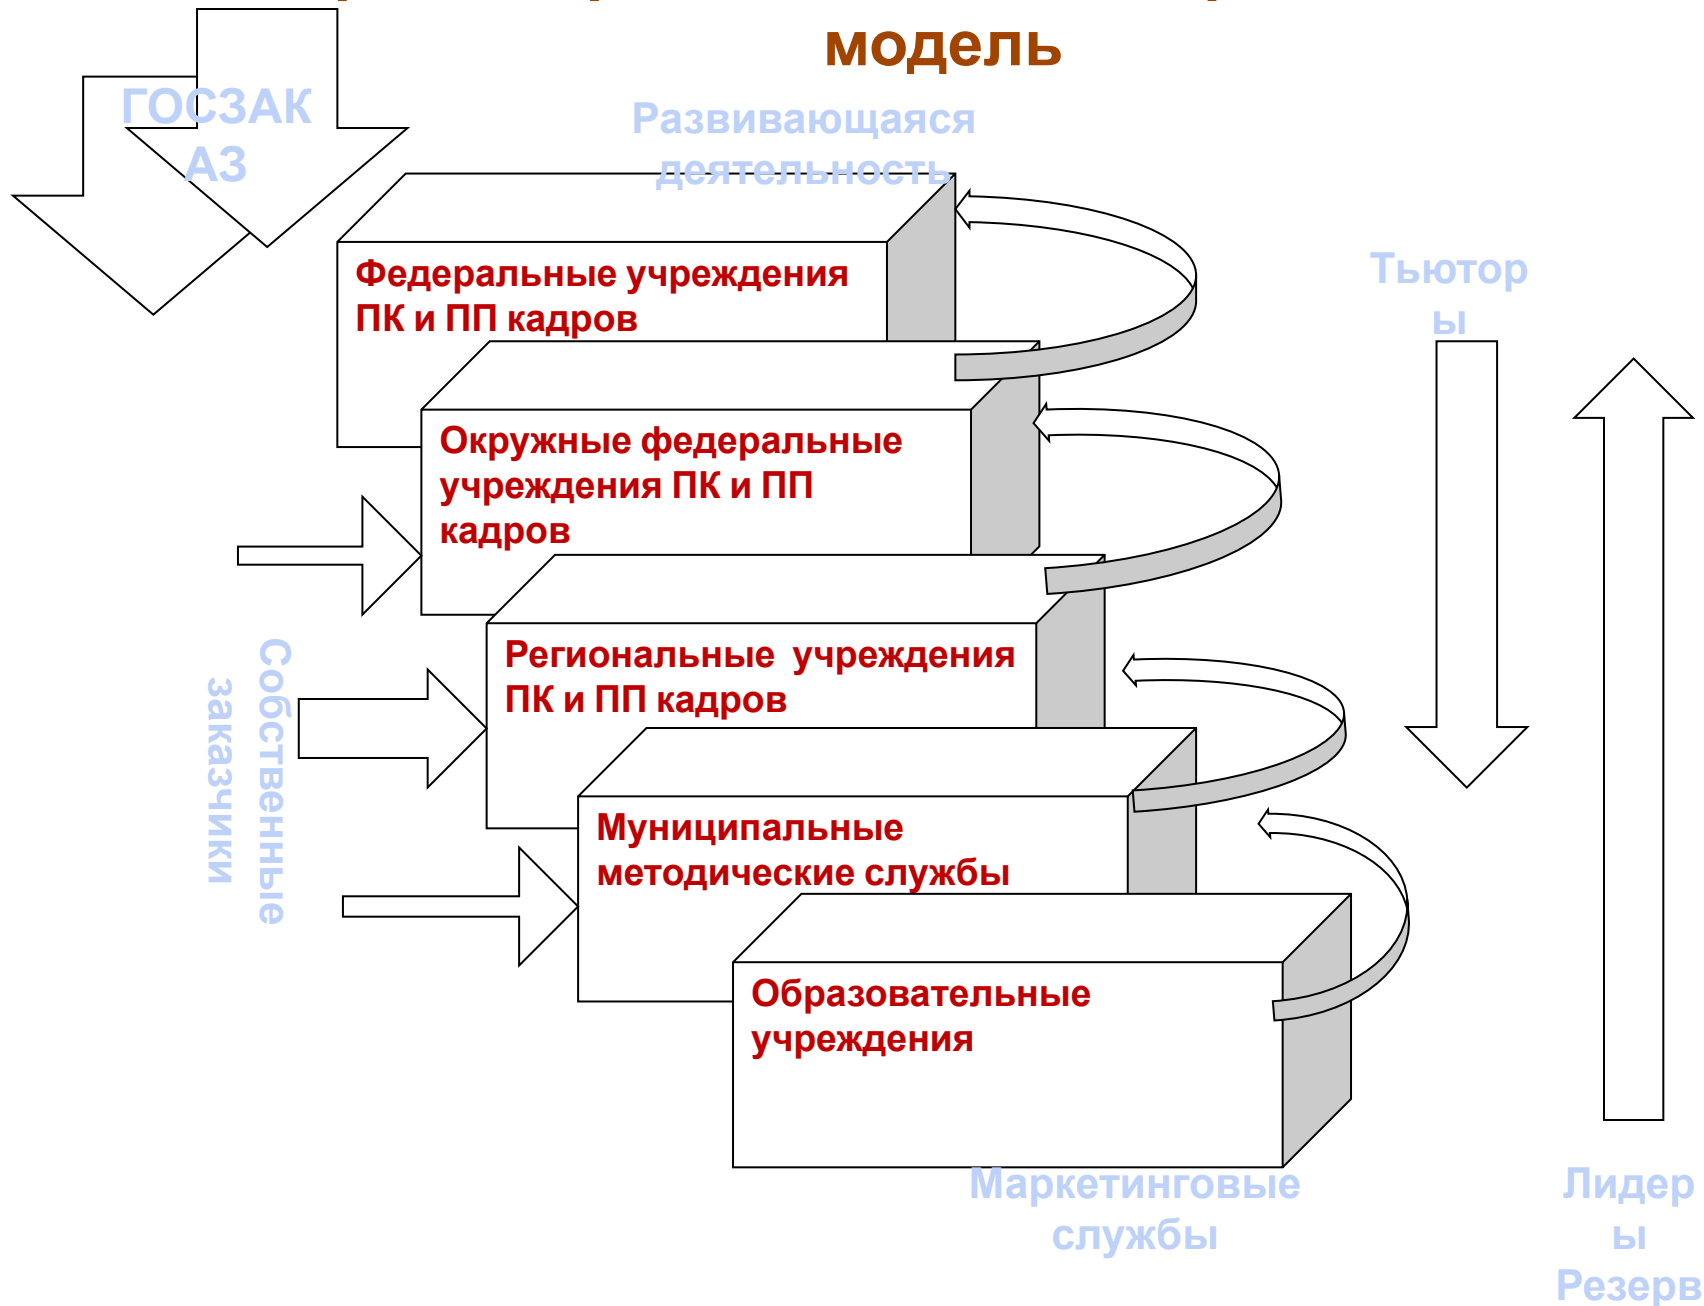 модель
ГОСЗАК
АЗ
Развивающаяся
деятельность
Федеральные учреждения
ПК и ПП кадров
Тьютор
ы
Окружные федеральные
учреждения ПК и ПП
кадров
Собственные
заказчики
Региональные учреждения
ПК и ПП кадров
Муниципальные
методические службы
Образовательные
учреждения
Маркетинговые
службы
Лидер
ы
Резерв